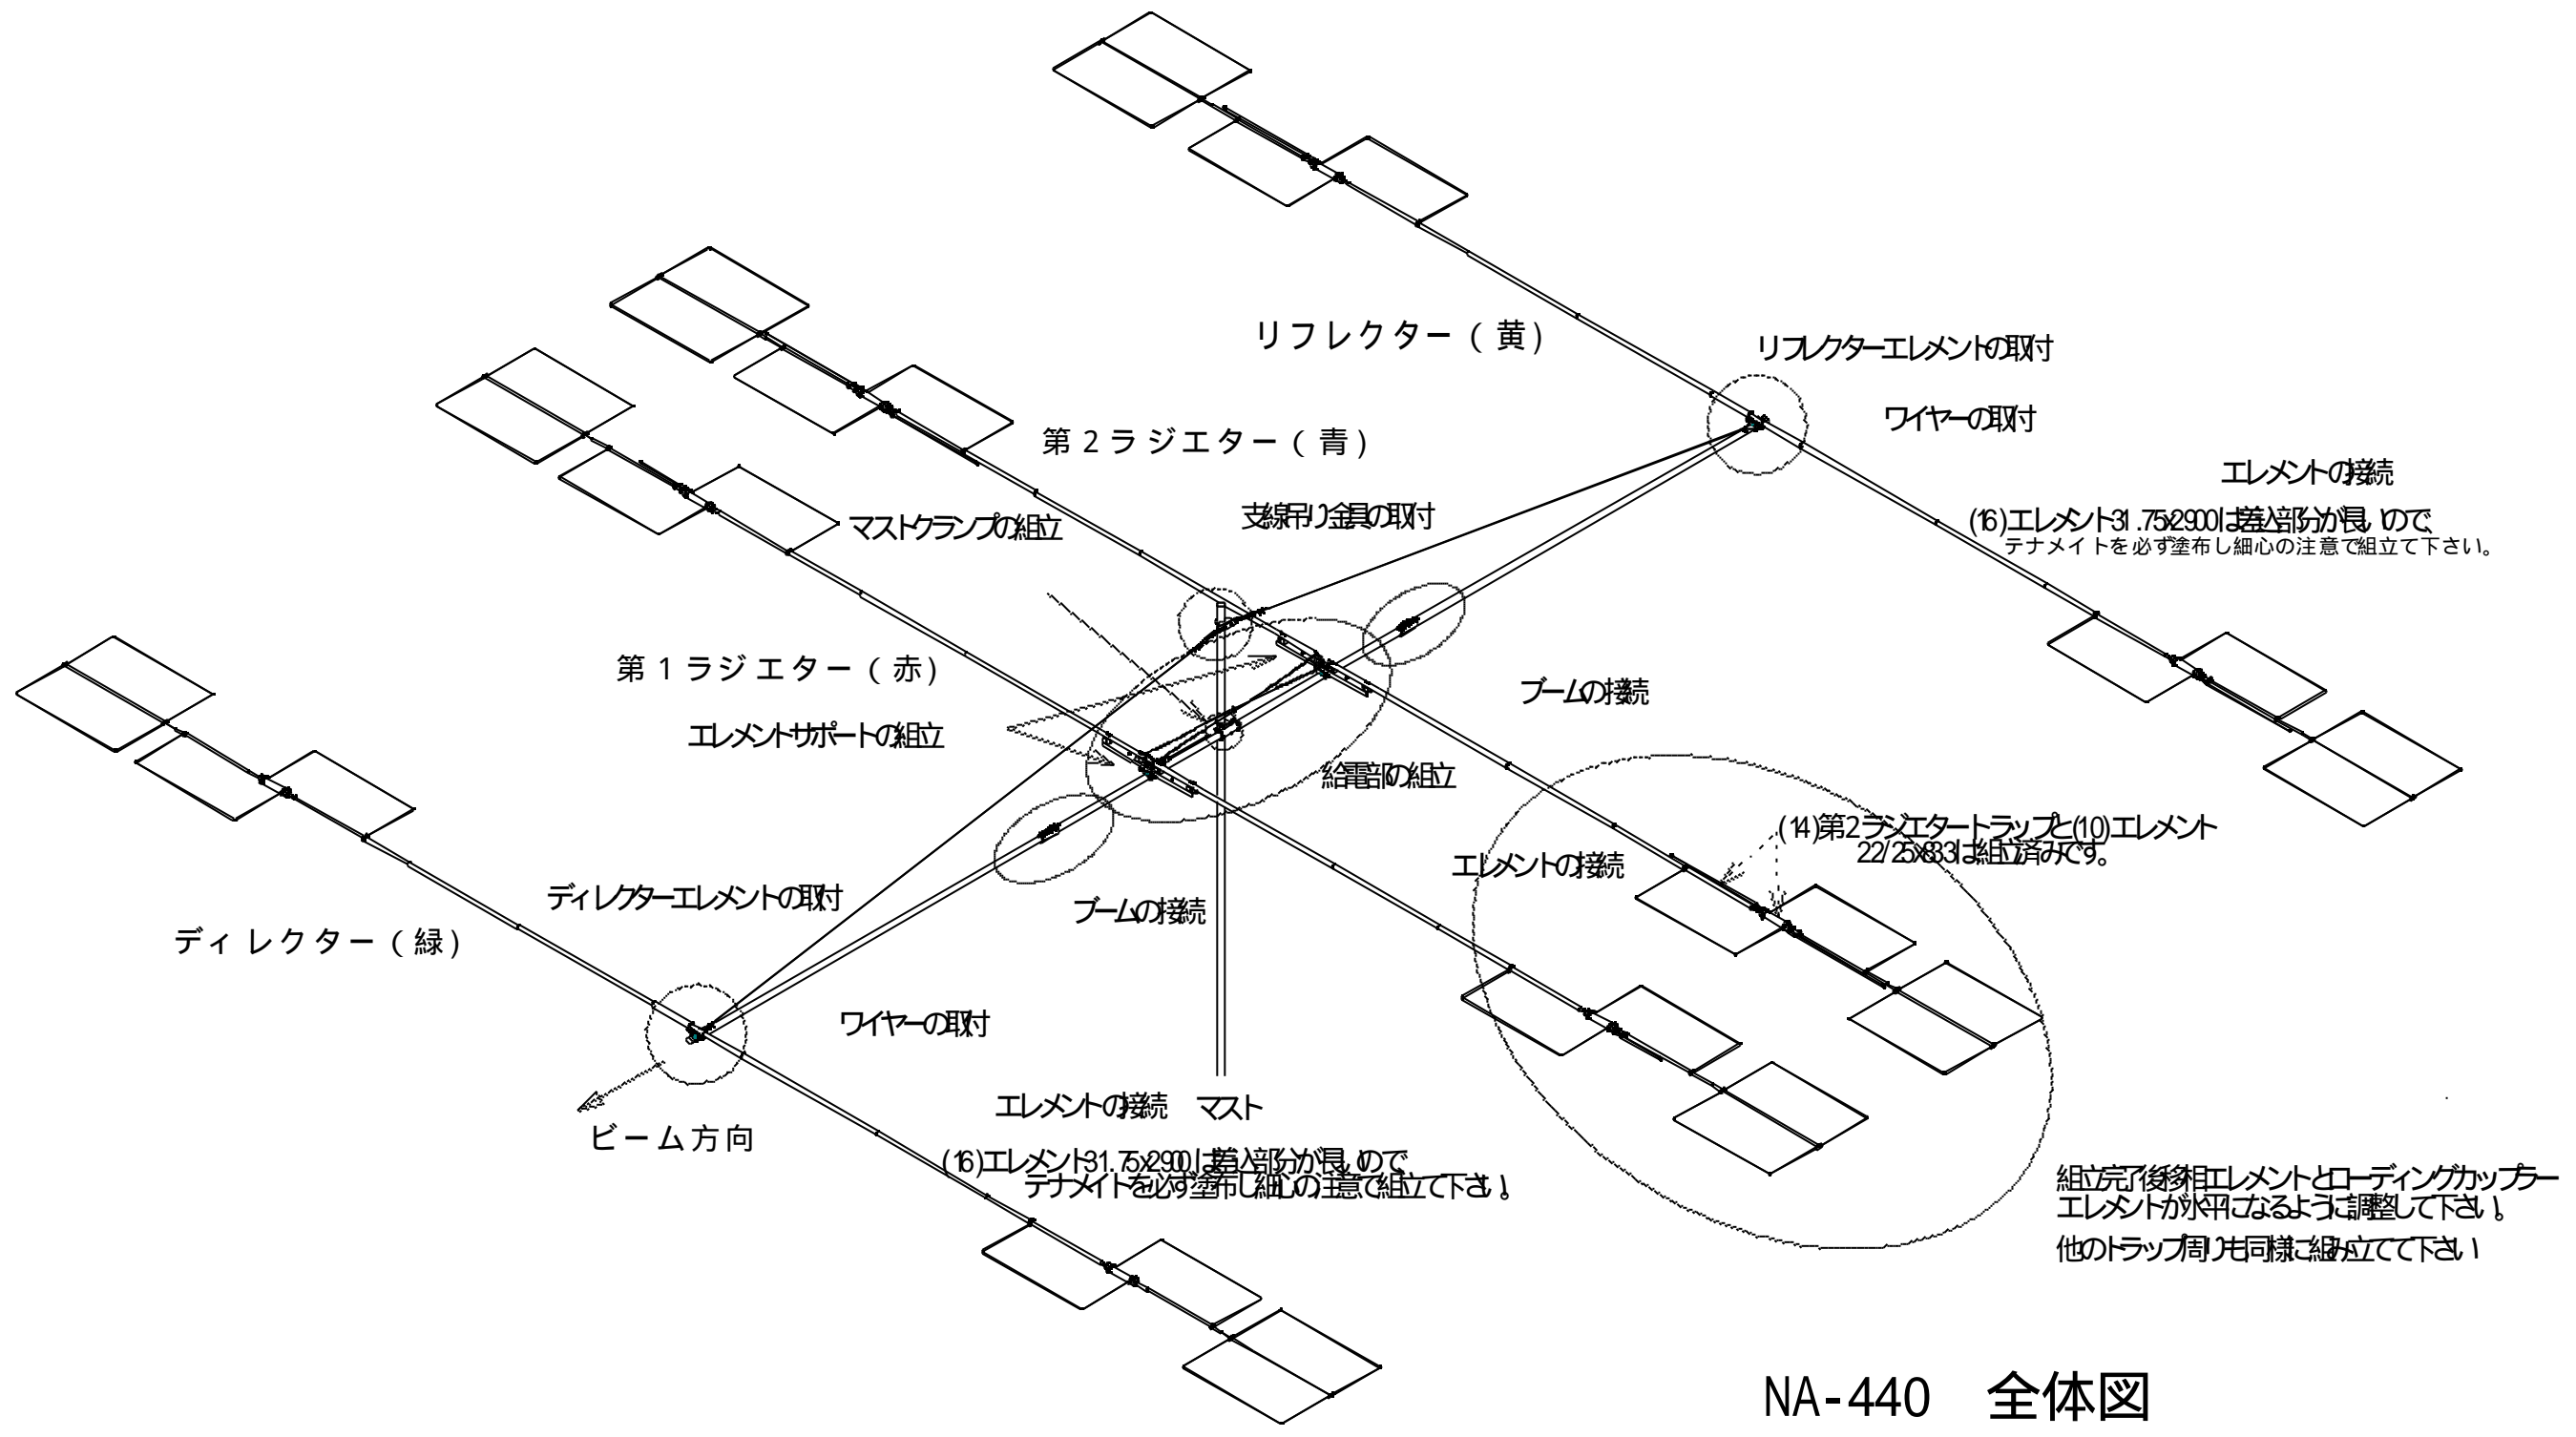 リフレクター(黄)
リフレクターエレメントの取付
ワイヤーの取付
第2ラジエター(青)
エレメントの接続
マストクランプの組立
支線吊り金具の取付
(16)エレメント31.75x2900は差込部分が長いので、
テナメイトを必ず塗布し細心の注意で組立て下さい。
第1ラジエター(赤)
ブームの接続
エレメントサポートの組立
給電部の組立
(14)第2ラジエタートラップと(10)エレメント
22/25x833は組立済みです。
エレメントの接続
ディレクターエレメントの取付
ブームの接続
ディレクター(緑)
ワイヤーの取付
エレメントの接続
マスト
ビーム方向
(16)エレメント31.75x2900は差込部分が長いので、
テナメイトを必ず塗布し細心の注意で組立て下さい。
組立完了後移相エレメントとローディングカップラー
エレメントが水平になるように調整して下さい。
他のトラップ周りも同様に組み立てて下さい
NA-440 全体図